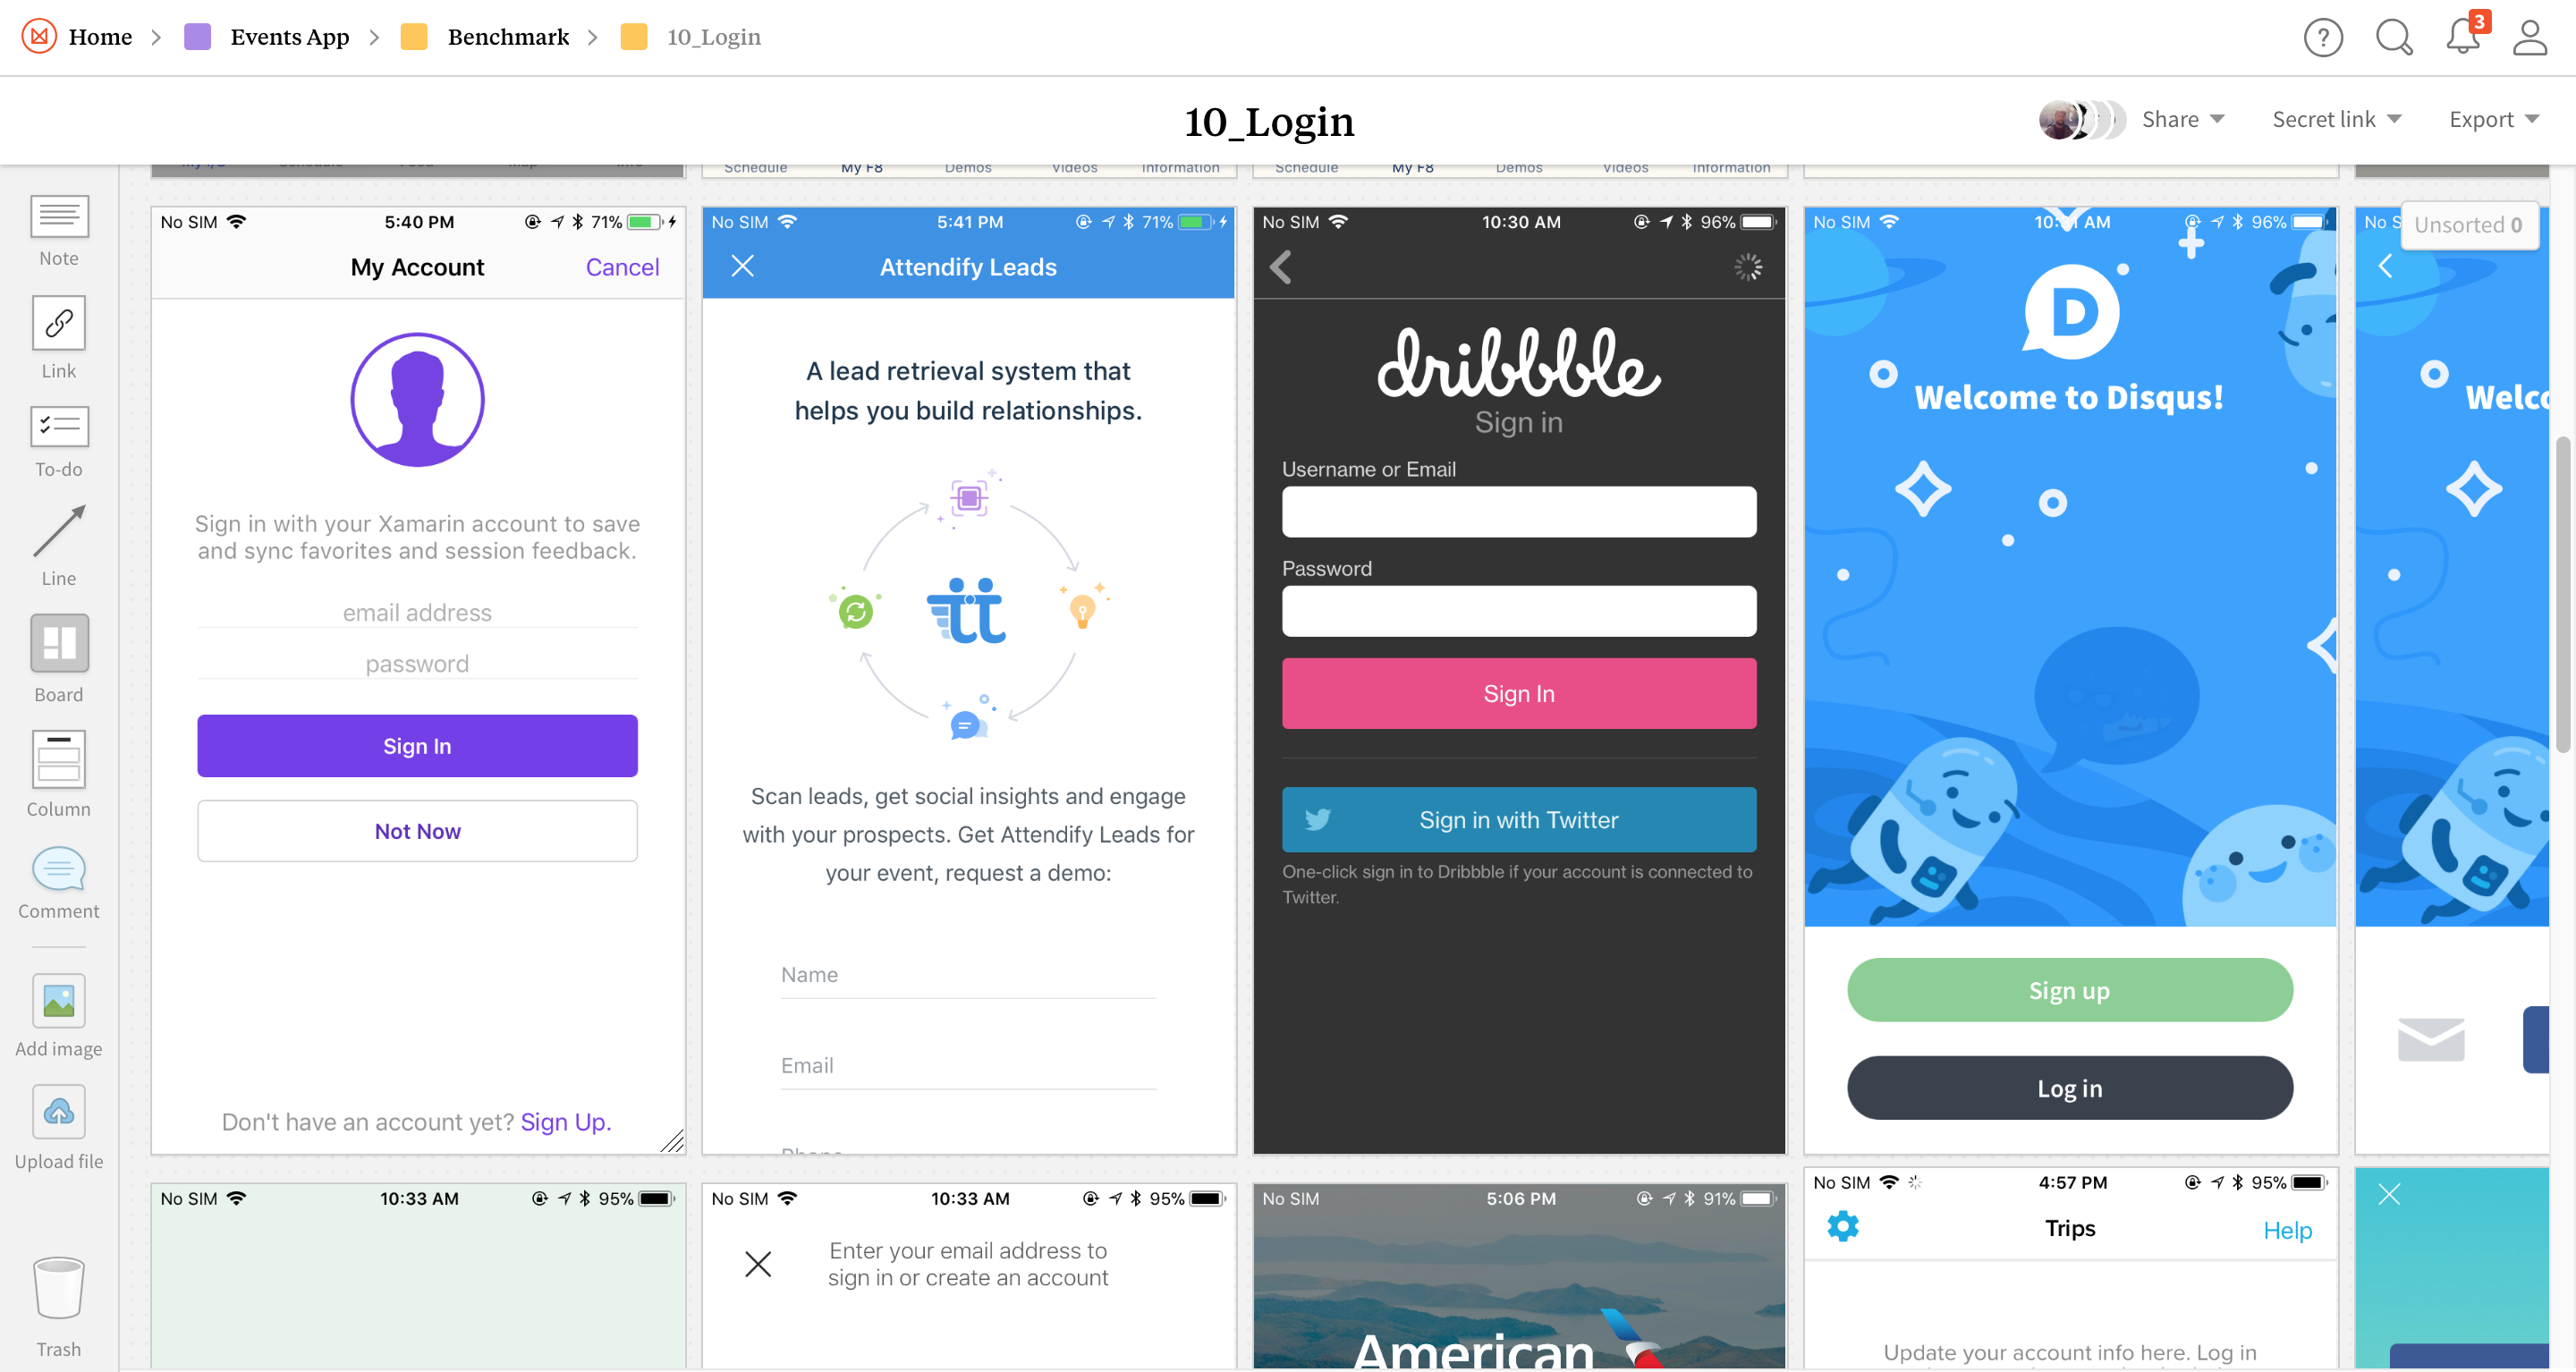 Home
Events App
Benchmark
10_Login
3
10_Login
Share
Secret link
Export
Note
Link
To-do
Line
Board
Column
Comment
Add image
Upload file
Trash
Unsorted 0
Schedule
My F8
Demos
Videos
Information
Schedule
My F8
Demos
Videos
Information
No SIM 5:40 PM 71%
My Account Cancel
Sign in with your Xamarin account to save
and sync favorites and session feedback.
email address
password
Sign In
Not Now
Don't have an account yet? Sign Up.
No SIM 5:41 PM 71%
Attendify Leads
A lead retrieval system that
helps you build relationships.
Scan leads, get social insights and engage
with your prospects. Get Attendify Leads for
your event, request a demo:
Name
Email
No SIM 10:30 AM 96%
dribbble
Sign in
Username or Email
Password
Sign In
Sign in with Twitter
One-click sign in to Dribbble if your account is connected to
Twitter.
No SIM AM 96%
D
Welcome to Disqus!
Sign up
Log in
No SIM 10:33 AM 95%
No SIM 10:33 AM 95%
Enter your email address to
sign in or create an account
No SIM 5:06 PM 91%
American
No SIM 4:57 PM 95%
Trips Help
Update your account info here. Log in